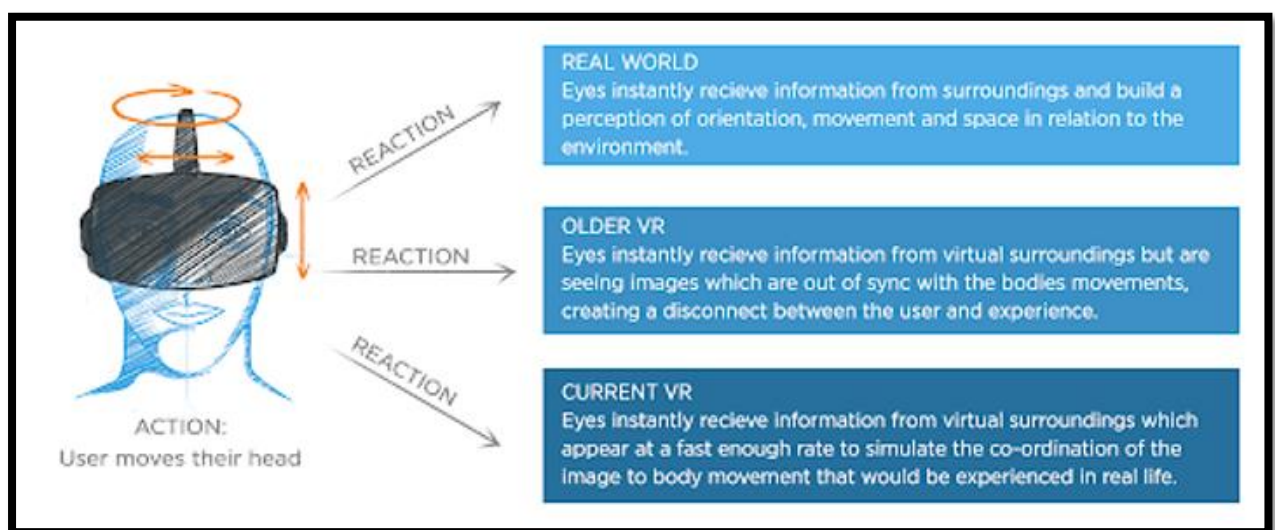 REACTION
REACTION
REACTION
ACTION:
User moves their head
REAL WORLD
Eyes instantly recieve information from surroundings and build a
perception of orientation, movement and space in relation to the
environment.
OLDER VR
Eyes instantly recieve information from virtual surroundings but are
seeing images which are out of sync with the bodies movements,
creating a disconnect between the user and experience.
CURRENT VR
Eyes instantly recieve information from virtual surroundings which
appear at a fast enough rate to simulate the co-ordination of the
image to body movement that would be experienced in real life.